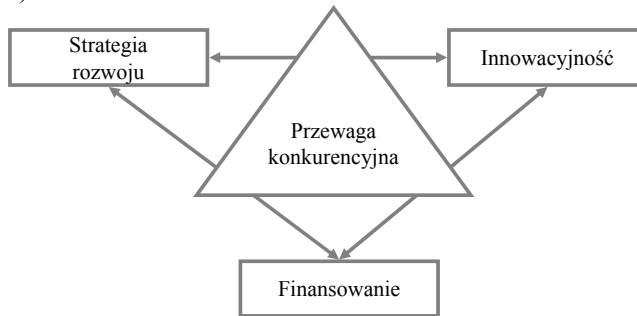 )
Strategia
rozwoju
Innowacyjność
Przewaga
konkurencyjna
Finansowanie